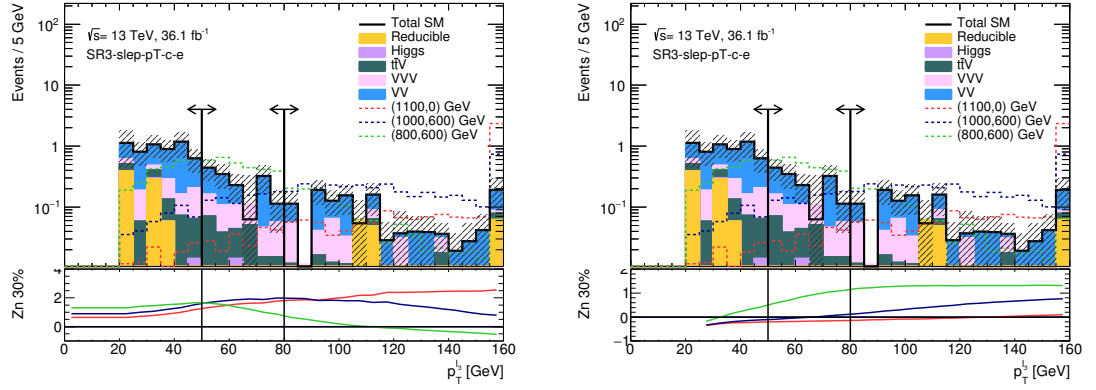 Events / 5 GeV
10²
10
1
10⁻¹
√s= 13 TeV, 36.1 fb⁻¹
SR3-slep-pT-c-e
Total SM
Reducible
Higgs
tt̄V
VVV
VV
(1100,0) GeV
(1000,600) GeV
(800,600) GeV
Zn 30%
4
2
0
0 20 40 60 80 100 120 140 160
p_T^{l_3} [GeV]
Events / 5 GeV
10²
10
1
10⁻¹
√s= 13 TeV, 36.1 fb⁻¹
SR3-slep-pT-c-e
Total SM
Reducible
Higgs
tt̄V
VVV
VV
(1100,0) GeV
(1000,600) GeV
(800,600) GeV
Zn 30%
2
1
0
−1
0 20 40 60 80 100 120 140 160
p_T^{l_3} [GeV]